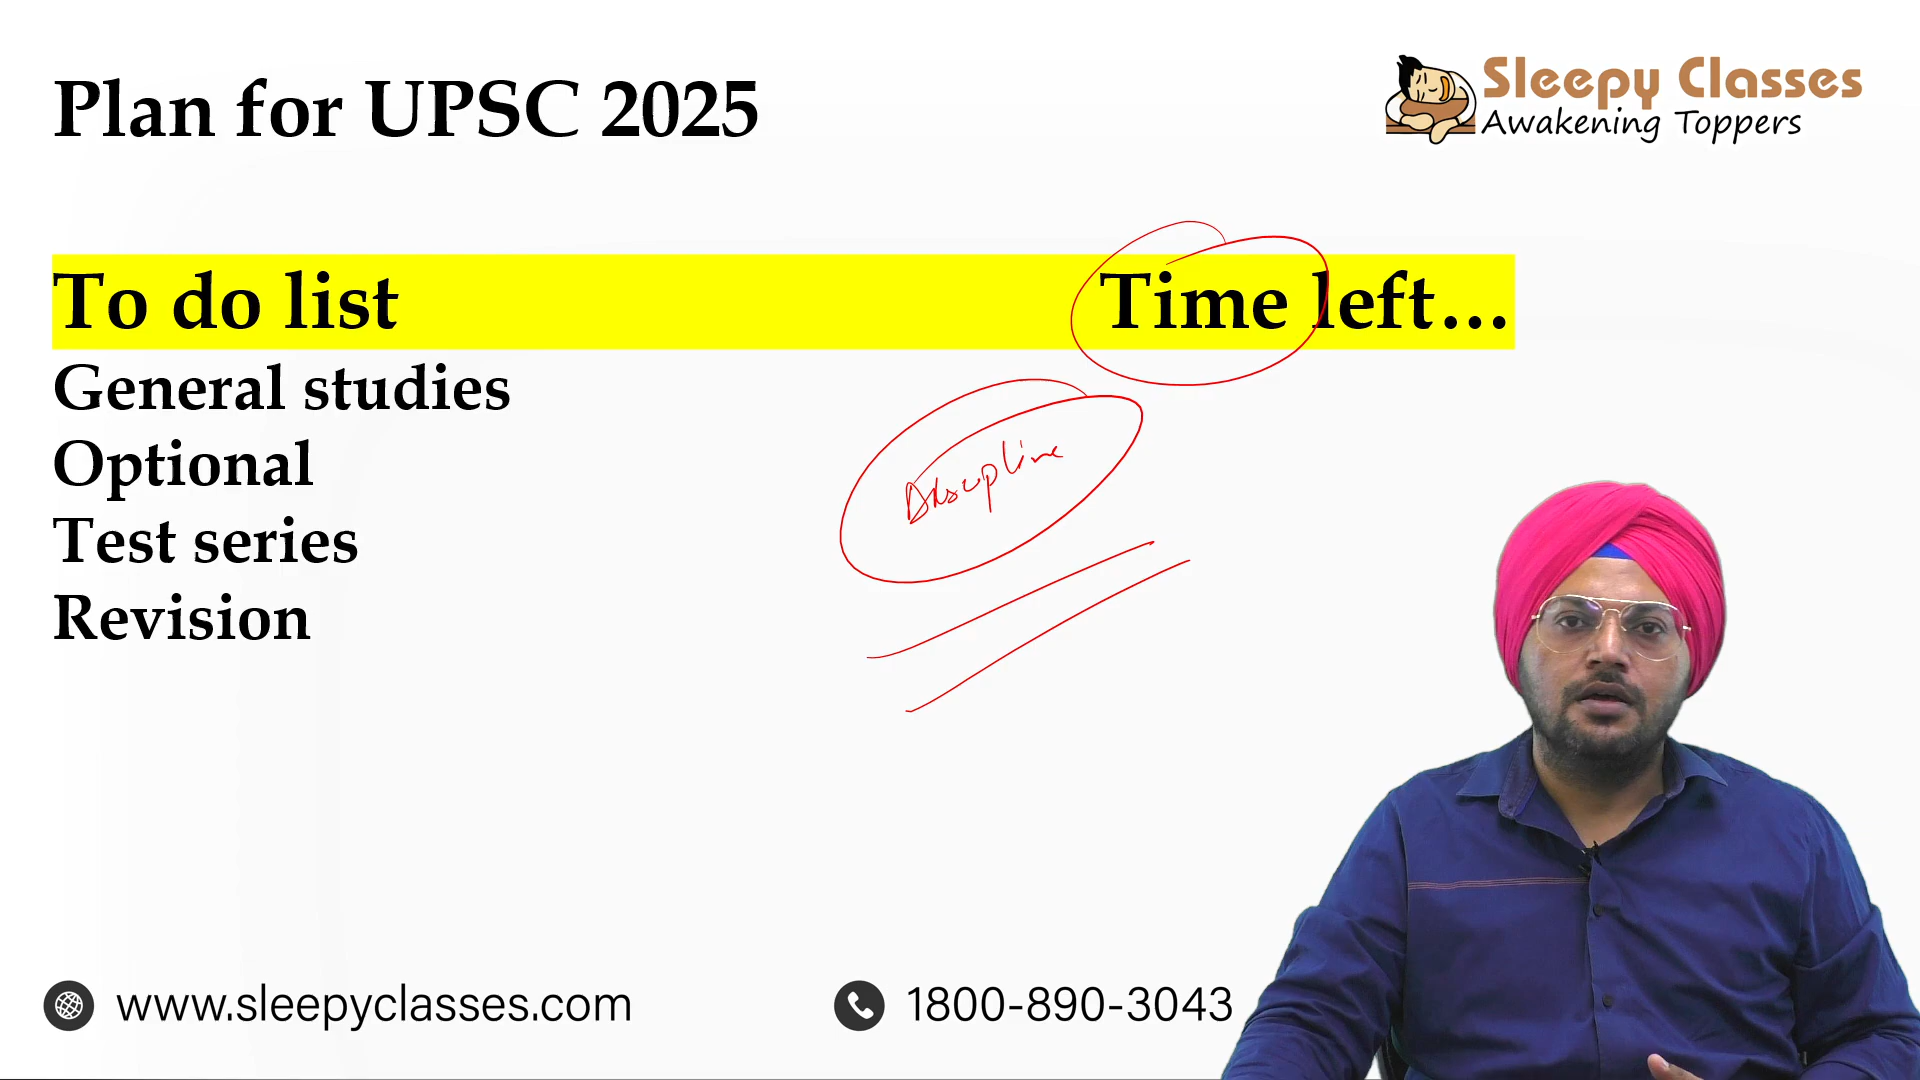 Plan for UPSC 2025
Sleepy Classes
Awakening Toppers
To do list Time left...
General studies
Optional
Discipline
Test series
Revision
www.sleepyclasses.com 1800-890-3043